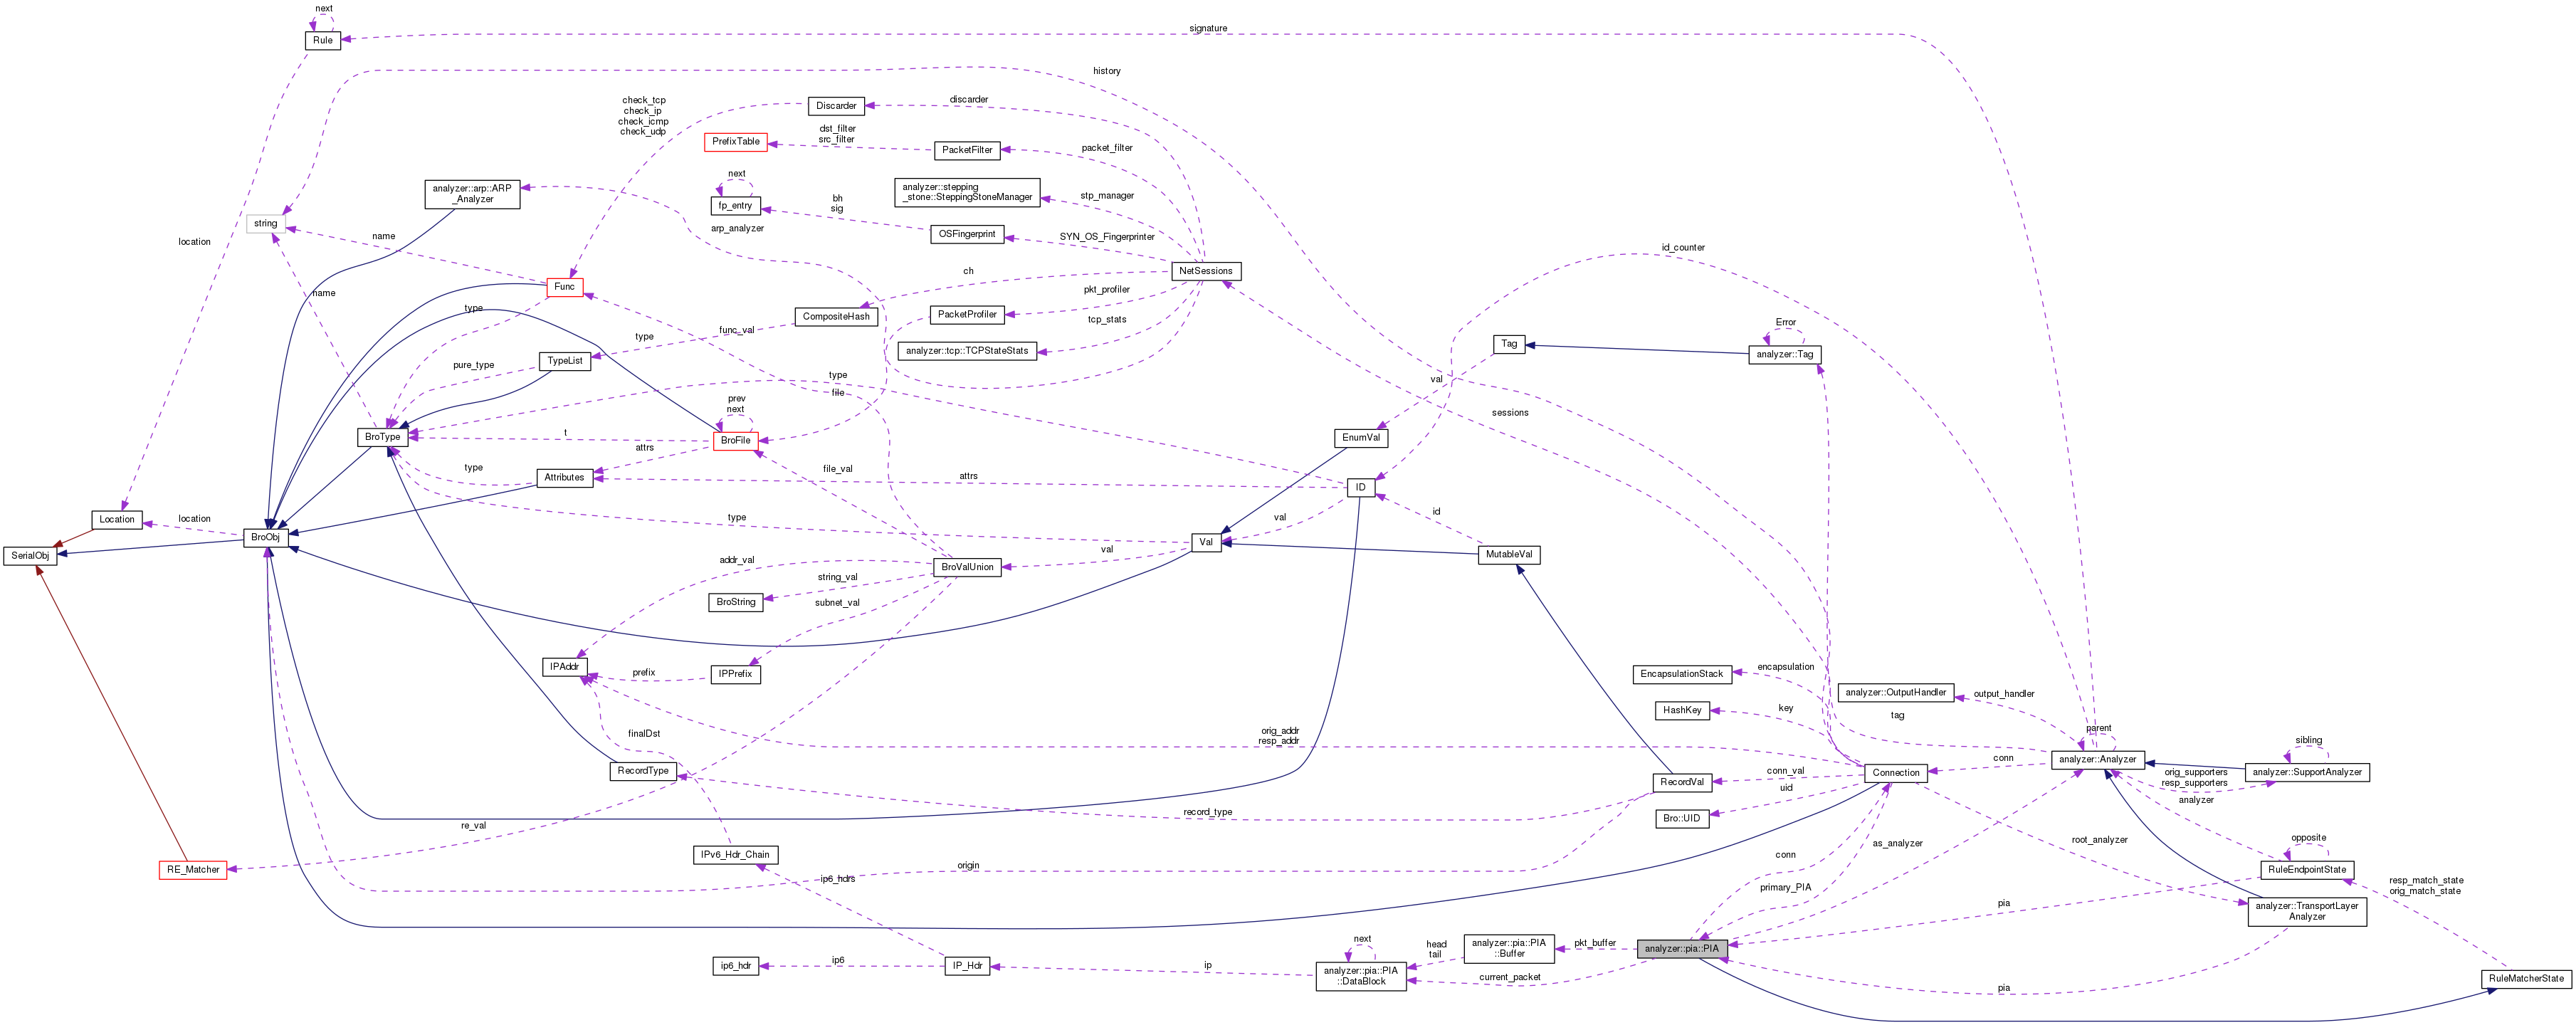 next
Rule
signature
history
check_tcp
check_ip
check_icmp
check_udp
Discarder
discarder
PrefixTable
dst_filter
src_filter
PacketFilter
packet_filter
analyzer::arp::ARP
_Analyzer
next
fp_entry
analyzer::stepping
_stone::SteppingStoneManager
stp_manager
bh
sig
string
location
name
arp_analyzer
OSFingerprint
SYN_OS_Fingerprinter
id_counter
ch
NetSessions
Func
name
pkt_profiler
type
CompositeHash
PacketProfiler
tcp_stats
Error
func_val
type
Tag
analyzer::Tag
analyzer::tcp::TCPStateStats
TypeList
pure_type
type
file
val
prev
next
sessions
BroType
t
BroFile
EnumVal
attrs
type
file_val
Attributes
attrs
ID
Location
location
type
val
id
BroObj
SerialObj
Val
val
MutableVal
addr_val
BroValUnion
string_val
BroString
subnet_val
IPAddr
prefix
IPPrefix
encapsulation
EncapsulationStack
analyzer::OutputHandler
output_handler
HashKey
key
tag
finalDst
orig_addr
resp_addr
parent
sibling
RecordType
conn_val
Connection
conn
analyzer::Analyzer
orig_supporters
resp_supporters
analyzer::SupportAnalyzer
RecordVal
uid
analyzer
record_type
Bro::UID
re_val
root_analyzer
opposite
IPv6_Hdr_Chain
conn
as_analyzer
RE_Matcher
origin
ip6_hdrs
RuleEndpointState
primary_PIA
resp_match_state
orig_match_state
pia
analyzer::TransportLayer
Analyzer
next
head
tail
analyzer::pia::PIA
::Buffer
pkt_buffer
analyzer::pia::PIA
ip6_hdr
ip6
IP_Hdr
ip
analyzer::pia::PIA
::DataBlock
current_packet
pia
RuleMatcherState